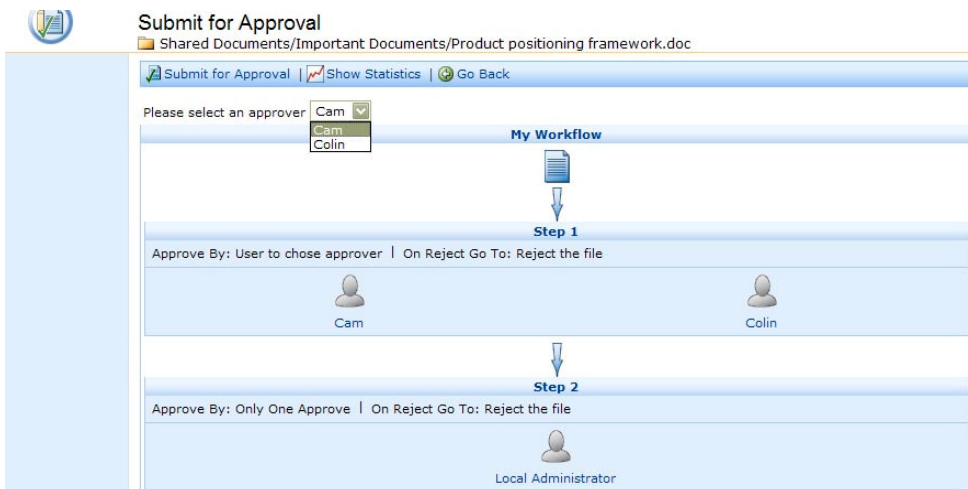 Submit for Approval
Shared Documents/Important Documents/Product positioning framework.doc
Submit for Approval | Show Statistics | Go Back
Please select an approver Cam
Cam
Colin
My Workflow
Step 1
Approve By: User to chose approver | On Reject Go To: Reject the file
Cam Colin
Step 2
Approve By: Only One Approve | On Reject Go To: Reject the file
Local Administrator